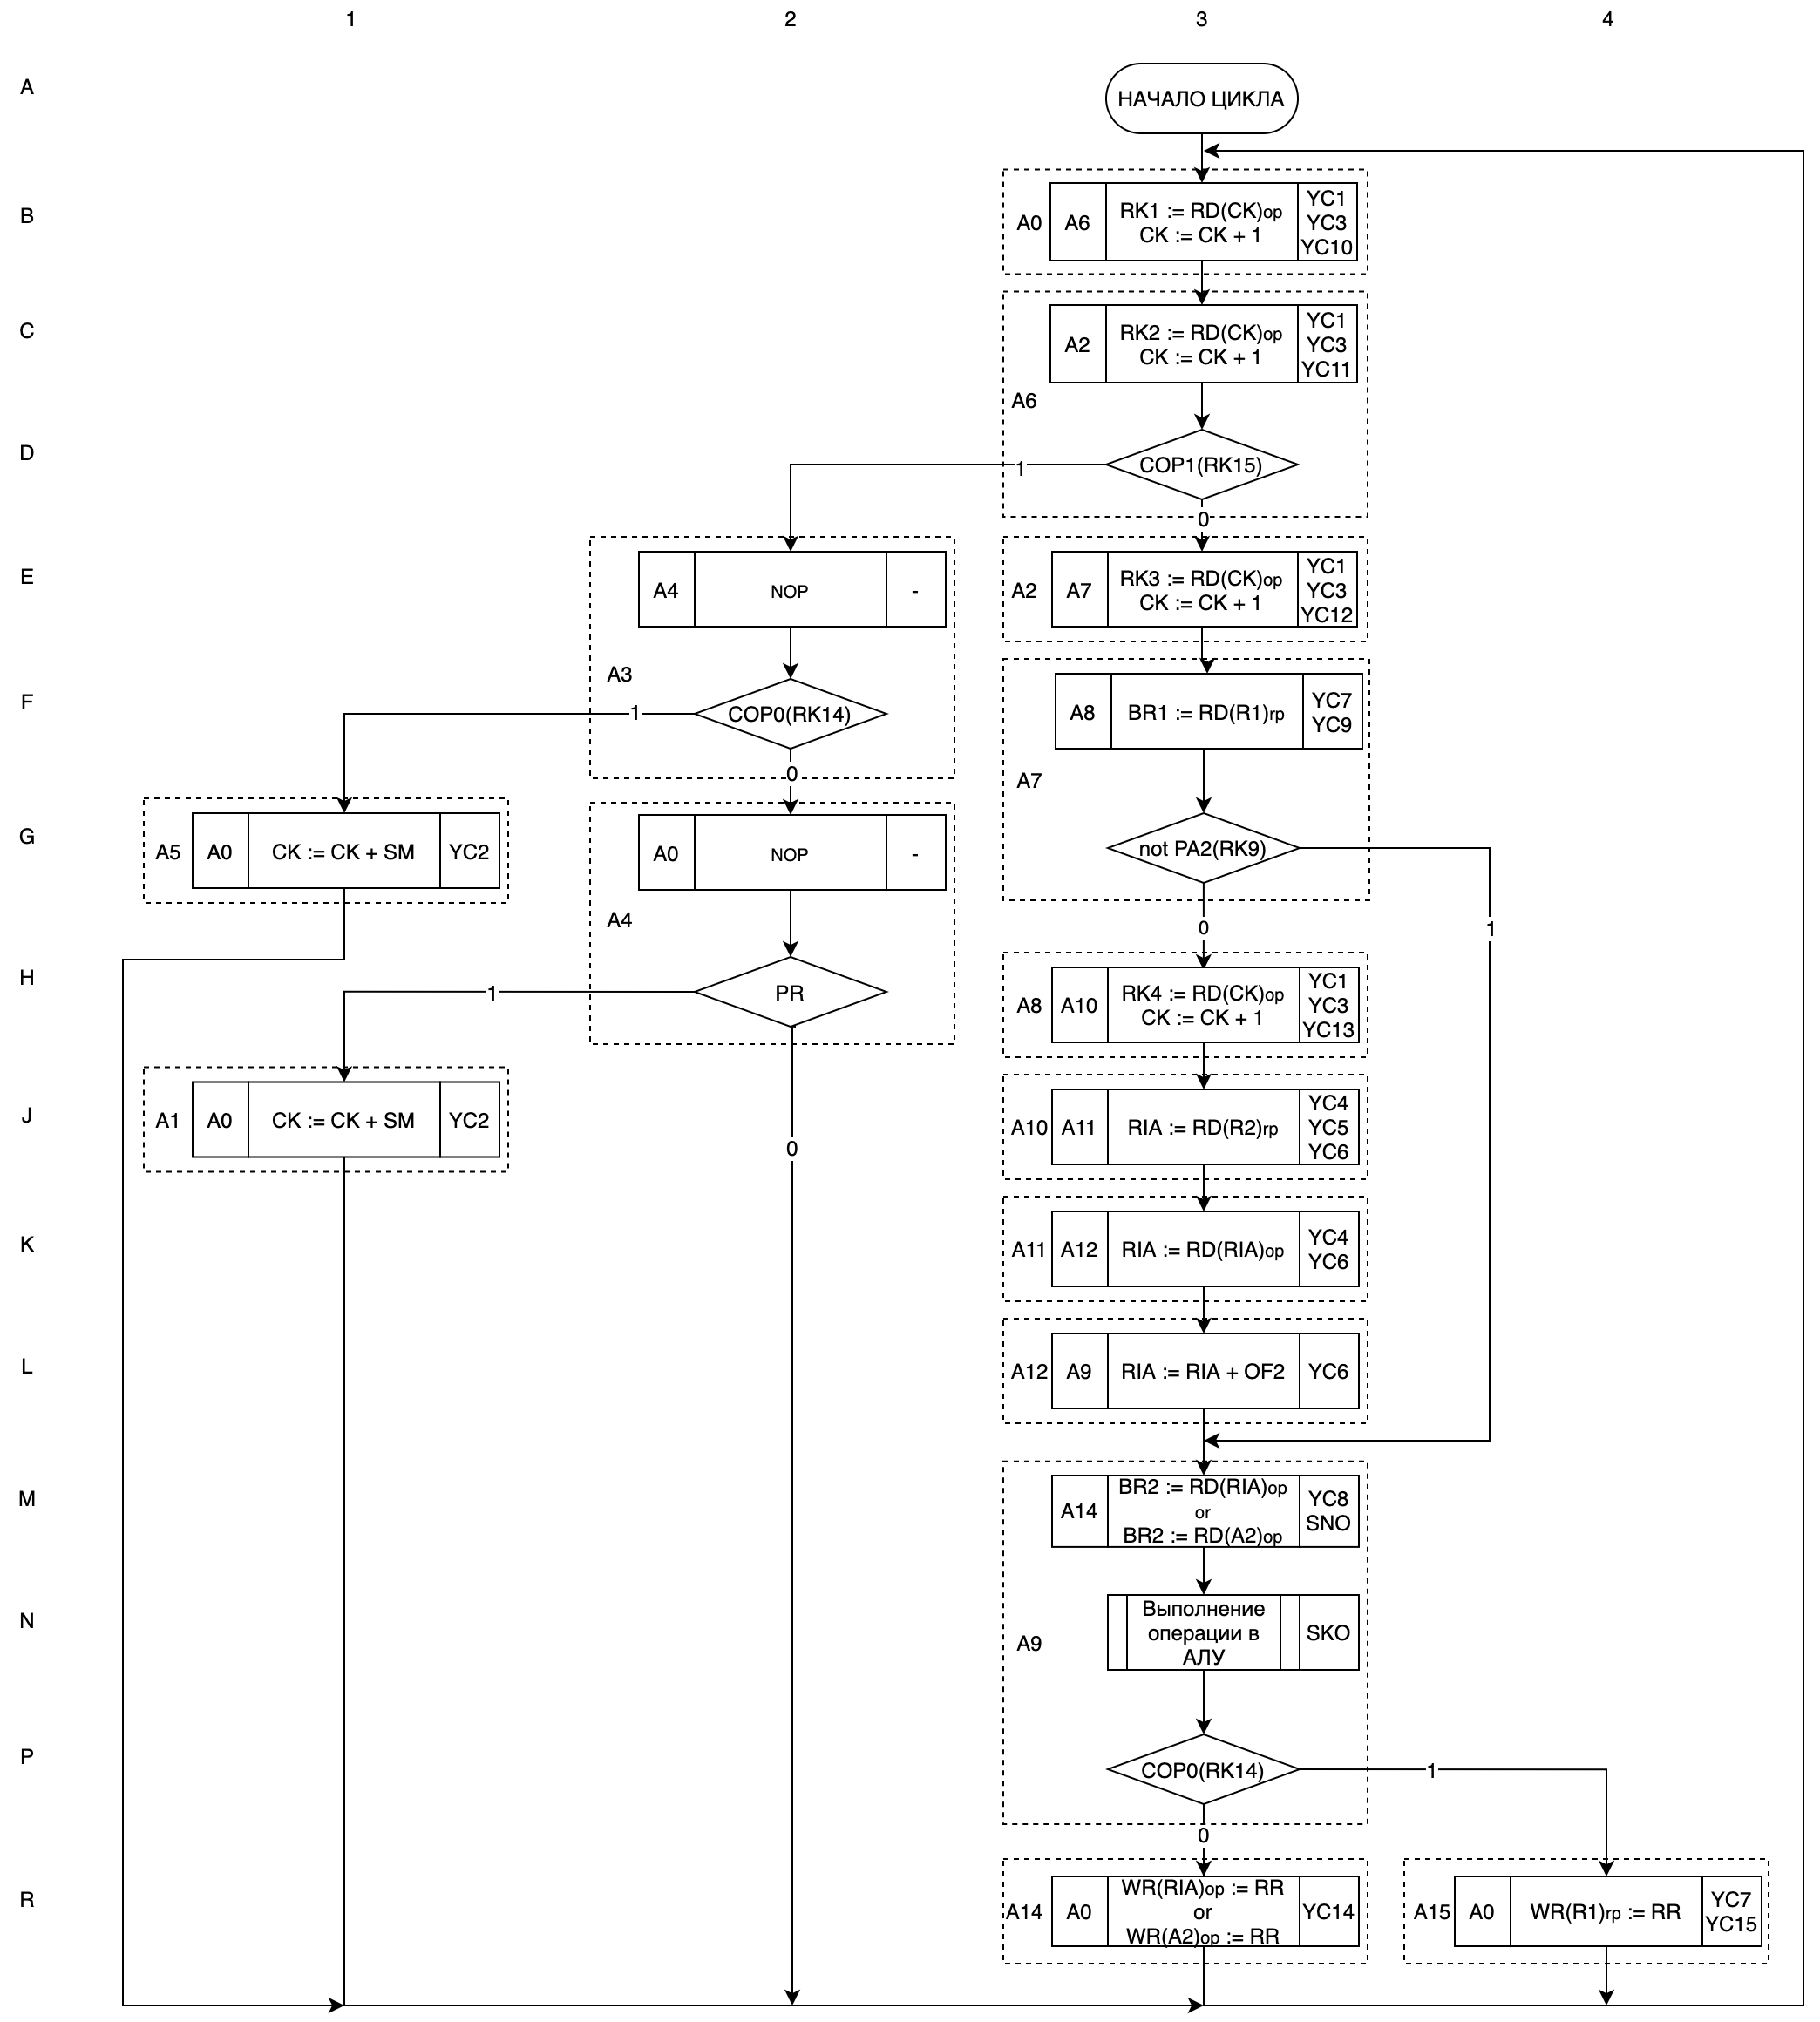 1 2 3 4
A
НАЧАЛО ЦИКЛА
B
A0
A6
RK1 := RD(CK)op
CK := CK + 1
YC1
YC3
YC10
C
A2
RK2 := RD(CK)op
CK := CK + 1
YC1
YC3
YC11
A6
D
COP1(RK15)
1
0
E
A4
NOP
-
A2
A7
RK3 := RD(CK)op
CK := CK + 1
YC1
YC3
YC12
A3
F
COP0(RK14)
1
0
A8
BR1 := RD(R1)rp
YC7
YC9
A7
G
A5
A0
CK := CK + SM
YC2
A0
NOP
-
not PA2(RK9)
0
1
A4
H
PR
1
0
A8
A10
RK4 := RD(CK)op
CK := CK + 1
YC1
YC3
YC13
J
A1
A0
CK := CK + SM
YC2
A10
A11
RIA := RD(R2)rp
YC4
YC5
YC6
K
A11
A12
RIA := RD(RIA)op
YC4
YC6
L
A12
A9
RIA := RIA + OF2
YC6
M
A14
BR2 := RD(RIA)op
or
BR2 := RD(A2)op
YC8
SNO
N
A9
Выполнение
операции в
АЛУ
SKO
P
COP0(RK14)
1
0
R
A14
A0
WR(RIA)op := RR
or
WR(A2)op := RR
YC14
A15
A0
WR(R1)rp := RR
YC7
YC15